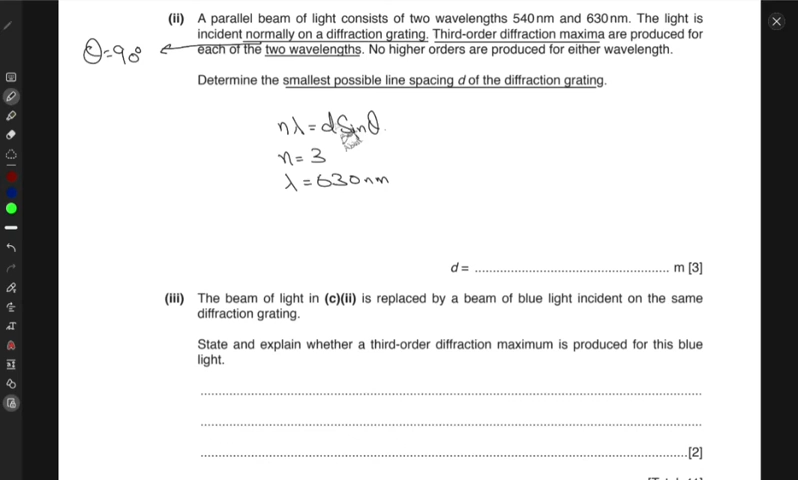 (ii) A parallel beam of light consists of two wavelengths 540 nm and 630 nm. The light is
incident normally on a diffraction grating. Third-order diffraction maxima are produced for
θ=90°
each of the two wavelengths. No higher orders are produced for either wavelength.
Determine the smallest possible line spacing d of the diffraction grating.
nλ = dSinθ
n = 3
λ = 630nm
d = ........................................................ m [3]
(iii) The beam of light in (c)(ii) is replaced by a beam of blue light incident on the same
diffraction grating.
State and explain whether a third-order diffraction maximum is produced for this blue
light.
..........................................................................................................................................
..........................................................................................................................................
......................................................................................................................................[2]